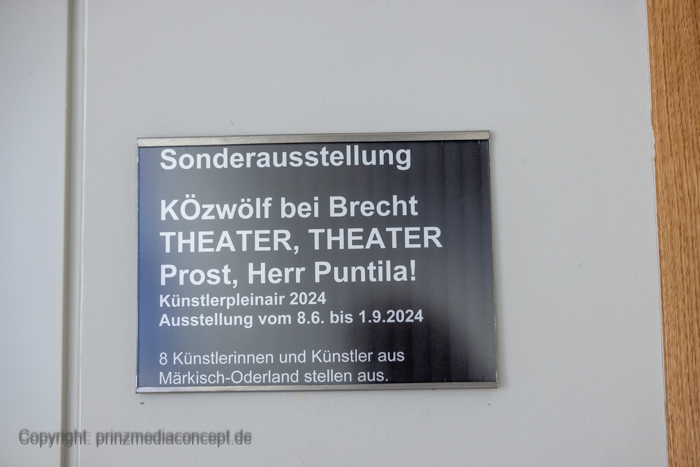 Sonderausstellung
KÖzwölf bei Brecht
THEATER, THEATER
Prost, Herr Puntila!
Künstlerpleinair 2024
Ausstellung vom 8.6. bis 1.9.2024
8 Künstlerinnen und Künstler aus
Märkisch-Oderland stellen aus.
Copyright: prinzmediaconcept.de